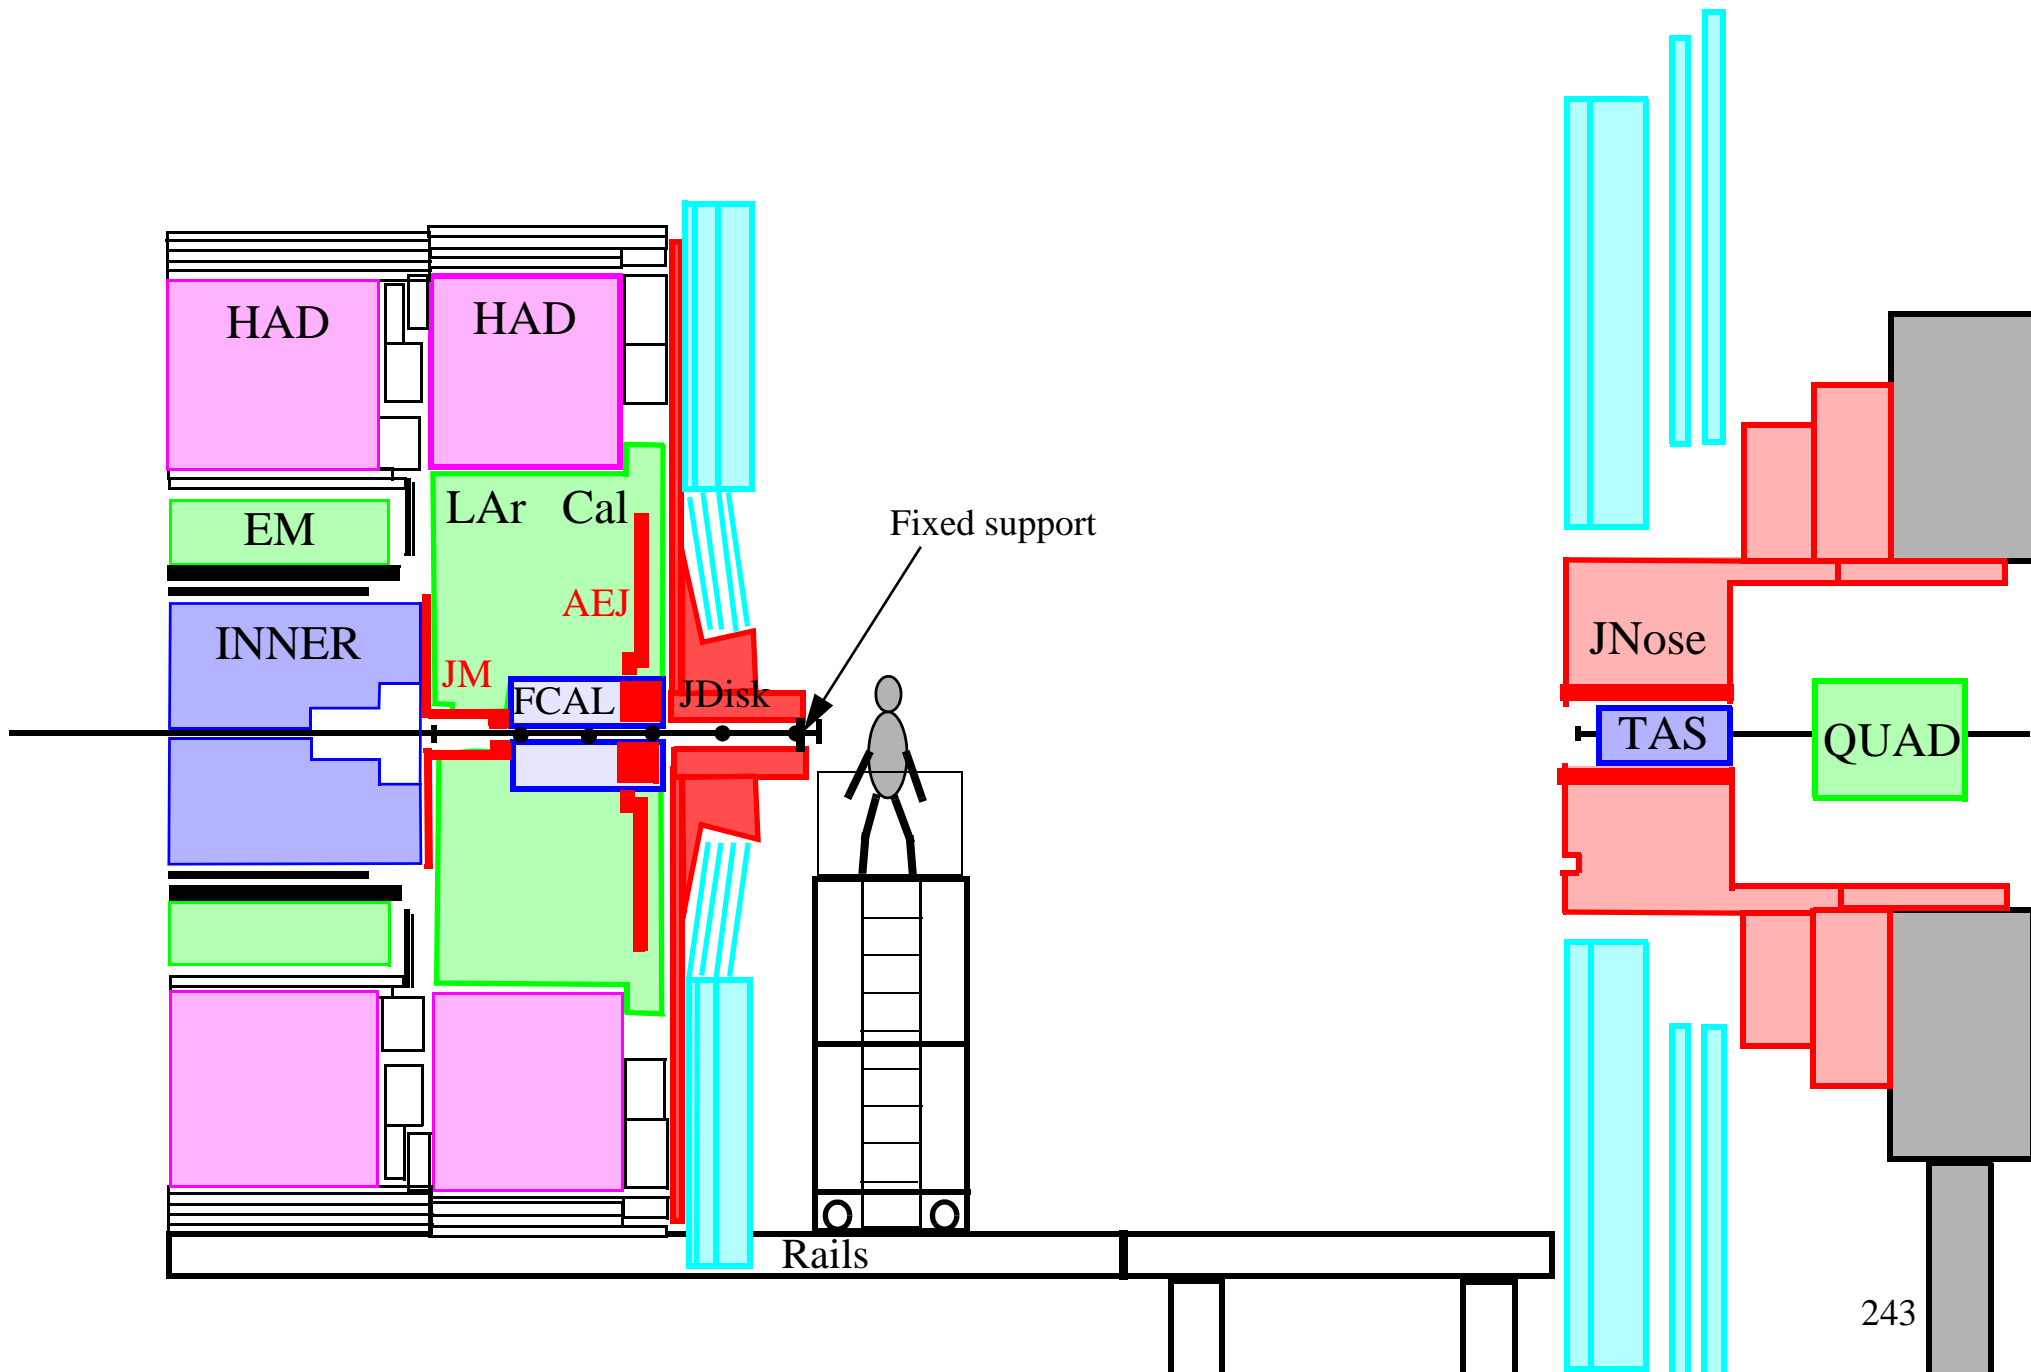 HAD
HAD
LAr Cal
EM
Fixed support
AEJ
INNER
JNose
JM
FCAL
JDisk
TAS
QUAD
Rails
243